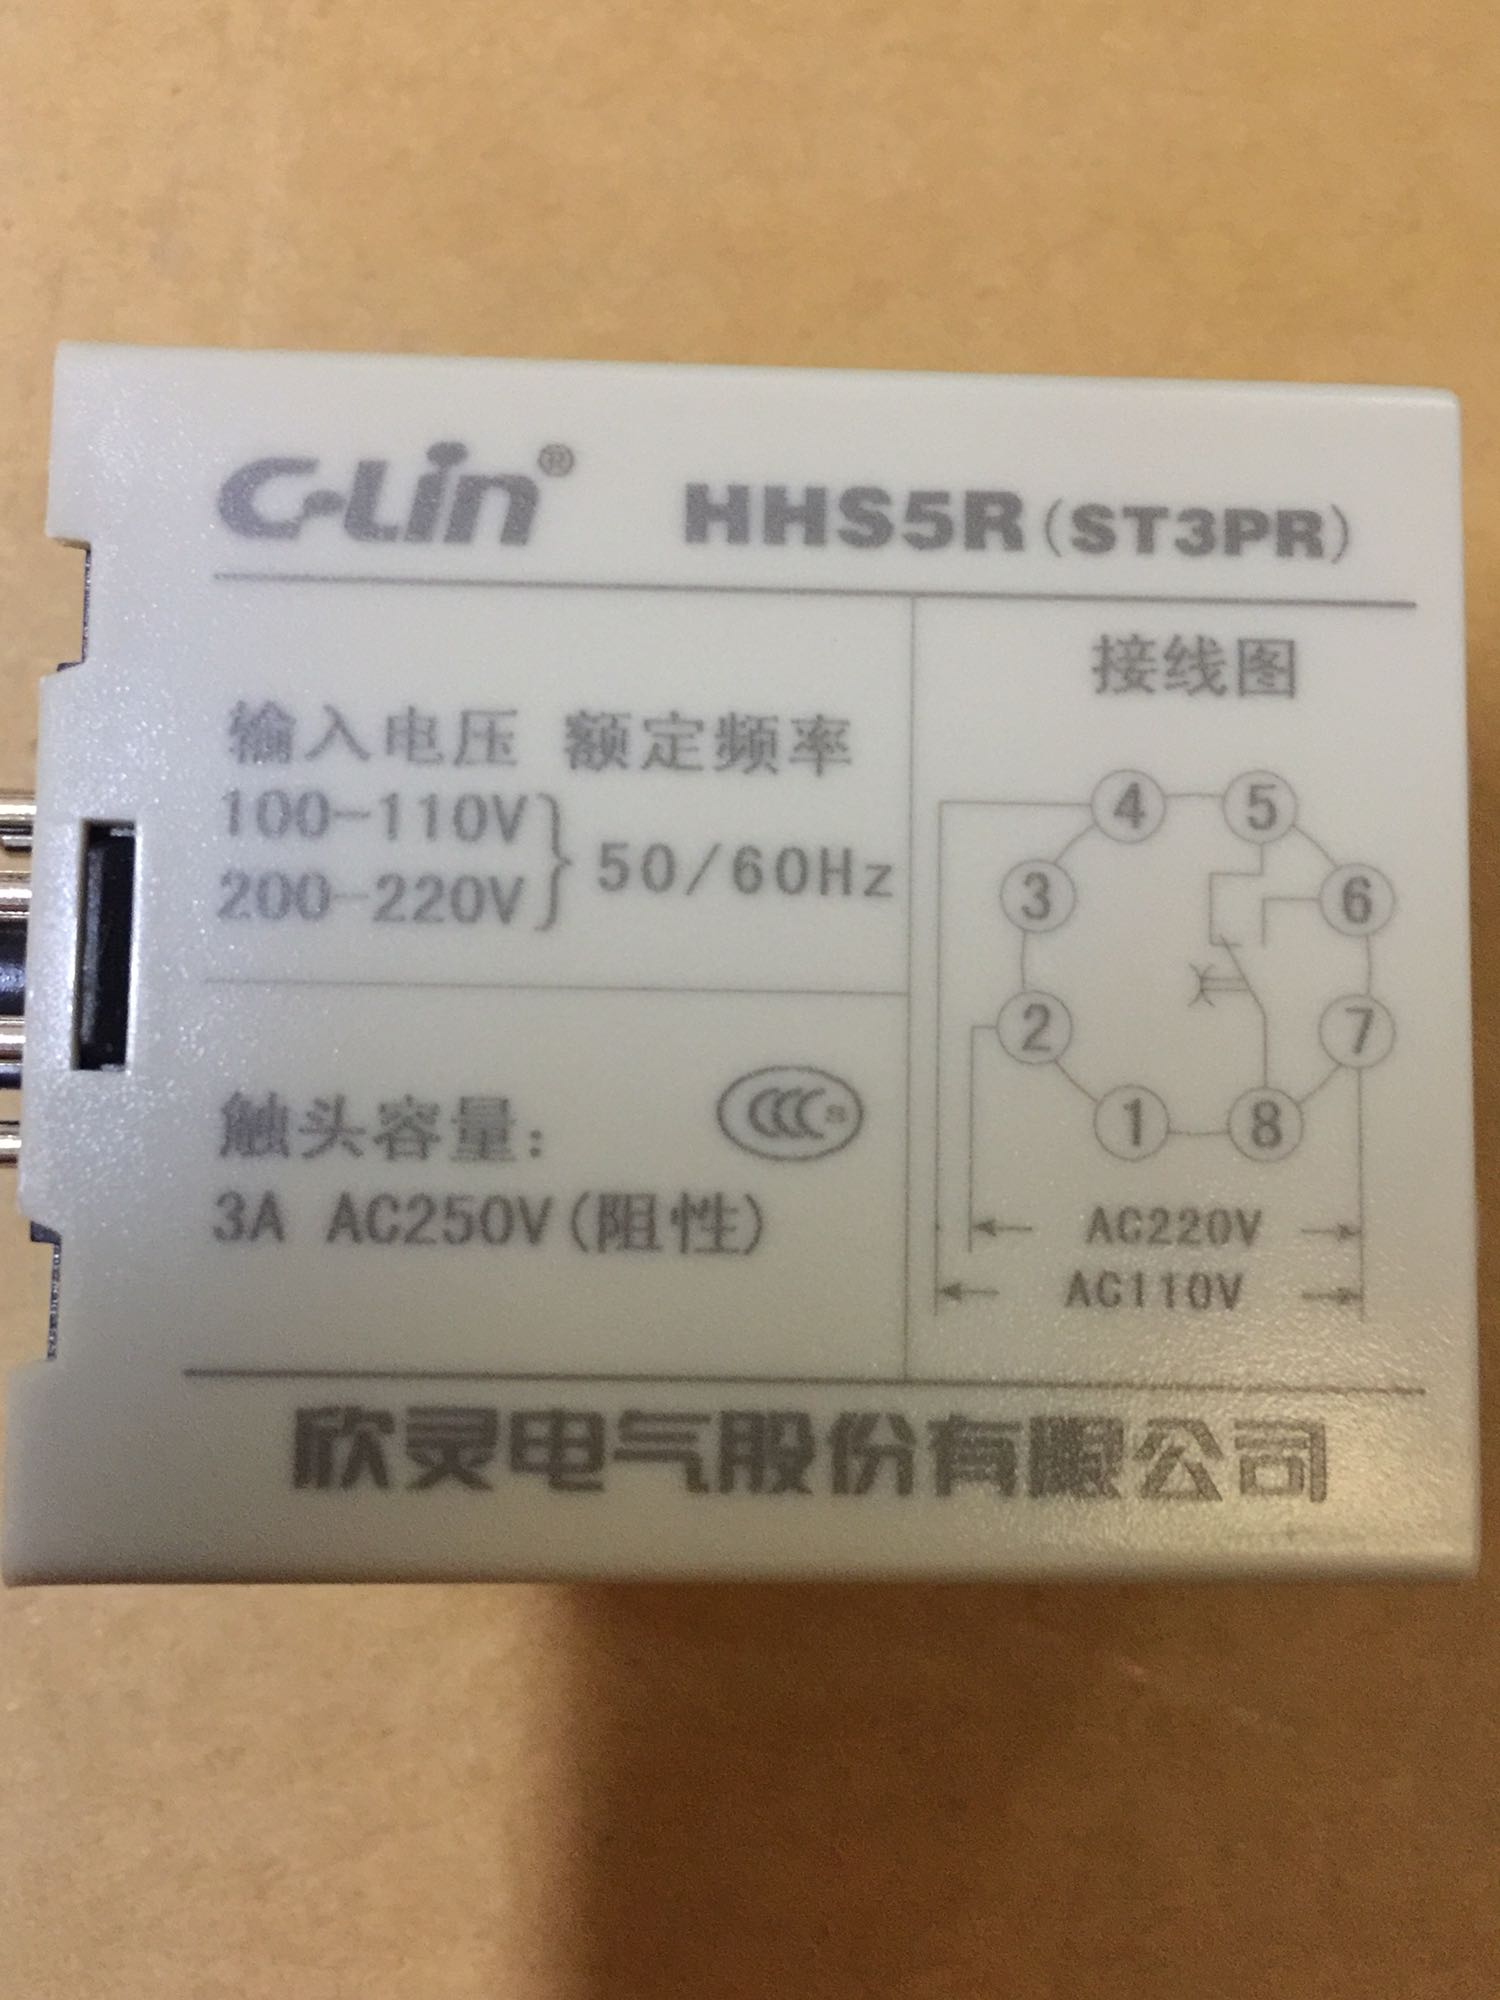 C-Lin® HHS5R(ST3PR)
输入电压 额定频率
100-110V
200-220V
50/60Hz
触头容量:
CCC S
3A AC250V(阻性)
接线图
4 5
3 6
2 7
1 8
AC220V
AC110V
欣灵电气股份有限公司